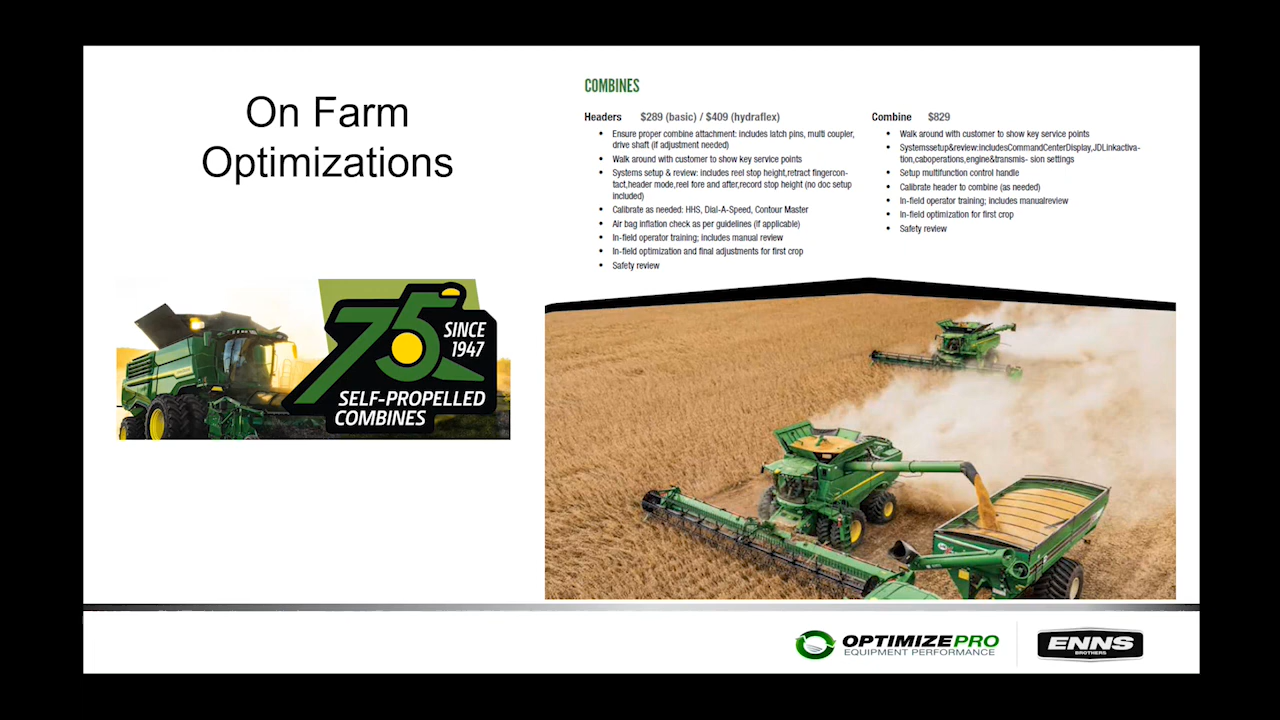 On Farm
Optimizations
COMBINES
Headers $289 (basic) / $409 (hydraflex)
• Ensure proper combine attachment: includes latch pins, multi coupler,
drive shaft (if adjustment needed)
• Walk around with customer to show key service points
• Systems setup & review: includes reel stop height,retract fingercon-
tact,header mode,reel fore and after,record stop height (no doc setup
included)
• Calibrate as needed: HHS, Dial-A-Speed, Contour Master
• Air bag inflation check as per guidelines (if applicable)
• In-field operator training; includes manual review
• In-field optimization and final adjustments for first crop
• Safety review
Combine $829
• Walk around with customer to show key service points
• Systemssetup&review:includesCommandCenterDisplay,JDLinkactiva-
tion,caboperations,engine&transmis- sion settings
• Setup multifunction control handle
• Calibrate header to combine (as needed)
• In-field operator training; includes manualreview
• In-field optimization for first crop
• Safety review
75
SINCE
1947
SELF-PROPELLED
COMBINES
OPTIMIZEPRO
EQUIPMENT PERFORMANCE
ENNS
BROTHERS